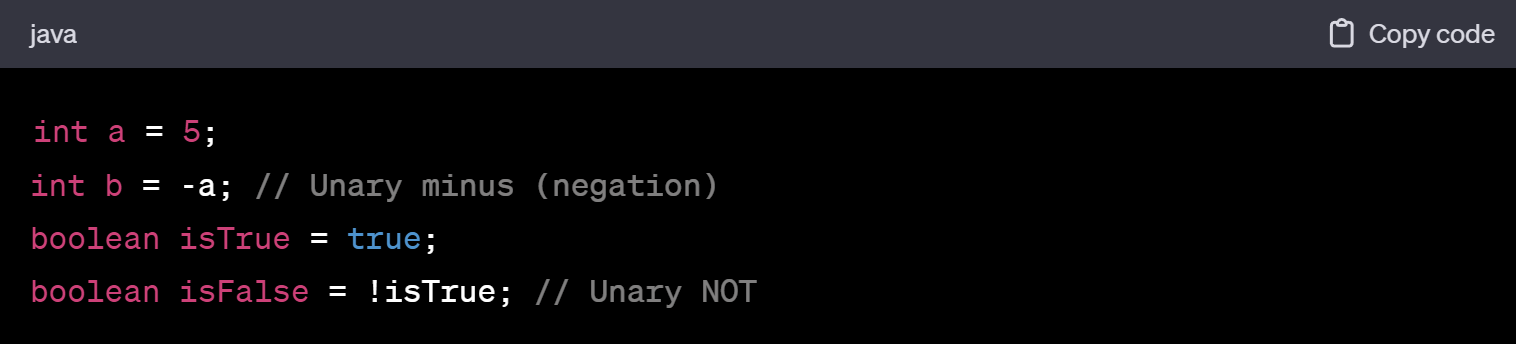 java
Copy code
int a = 5;
int b = -a; // Unary minus (negation)
boolean isTrue = true;
boolean isFalse = !isTrue; // Unary NOT